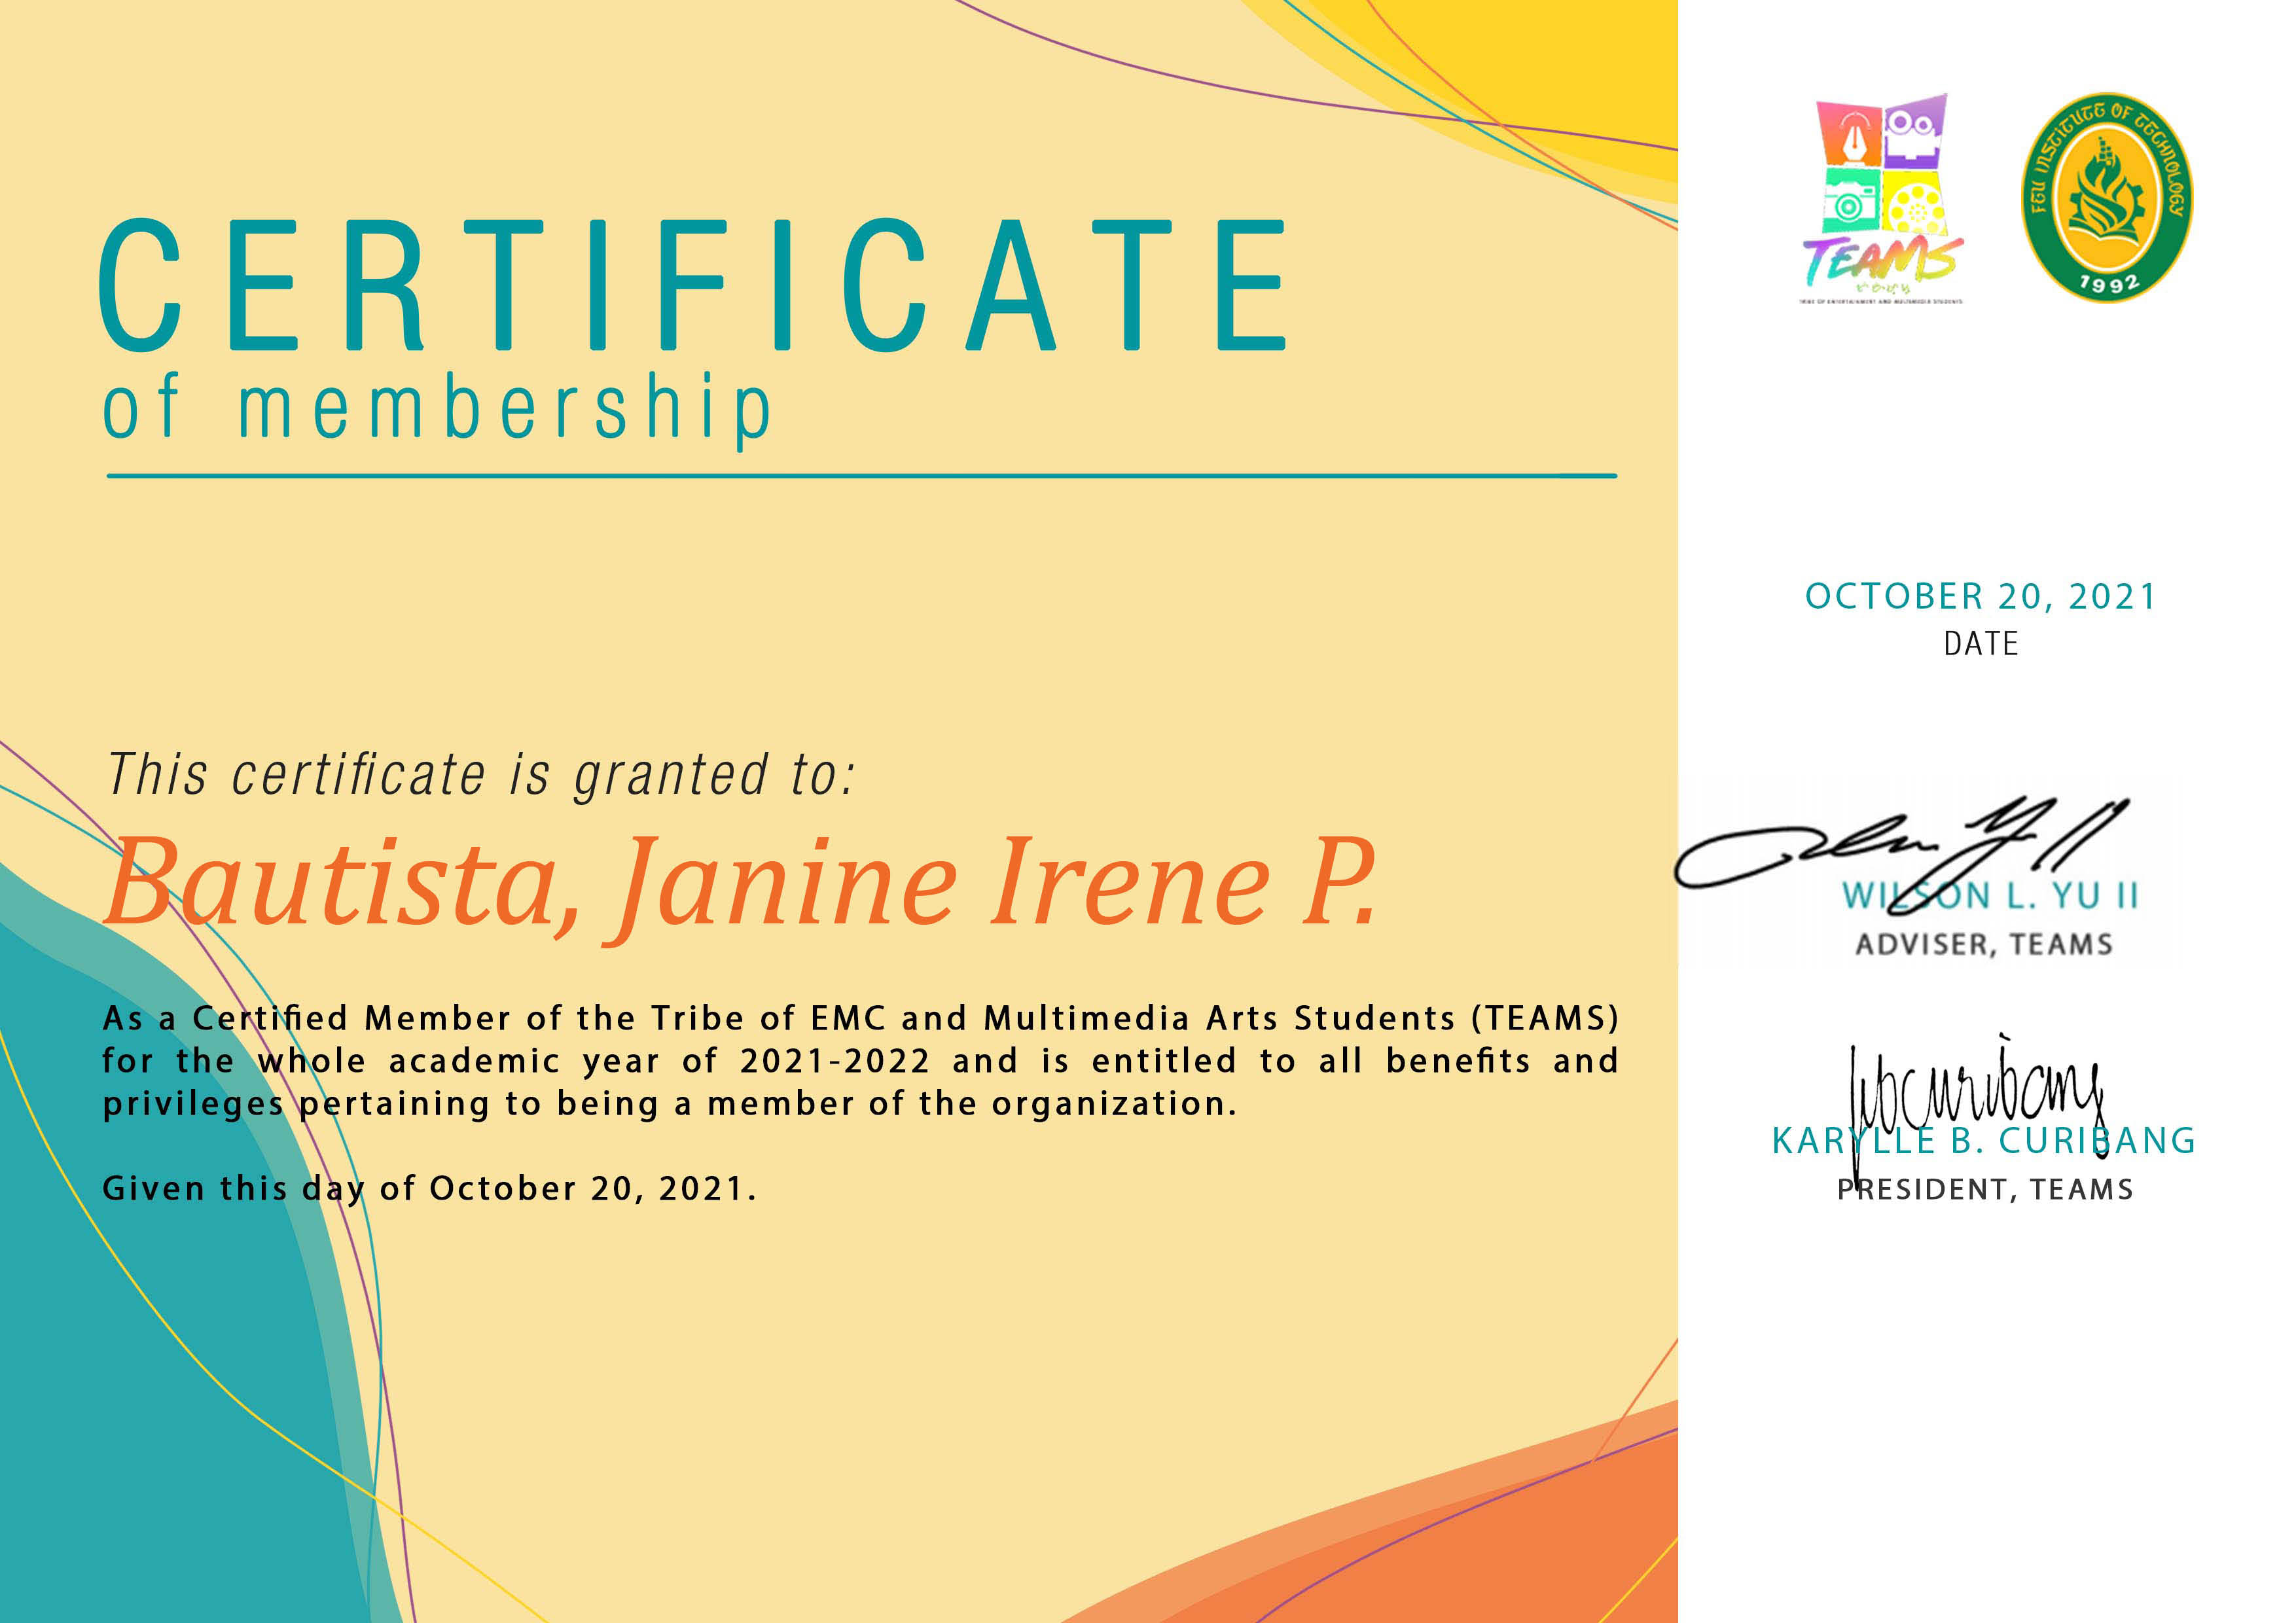 CERTIFICATE
of membership
This certificate is granted to:
Bautista, Janine Irene P.
As a Certified Member of the Tribe of EMC and Multimedia Arts Students (TEAMS)
for the whole academic year of 2021-2022 and is entitled to all benefits and
privileges pertaining to being a member of the organization.
Given this day of October 20, 2021.
TEAMS
TRIBE OF ENTERTAINMENT AND MULTIMEDIA STUDENTS
FEU INSTITUTE OF TECHNOLOGY
1992
OCTOBER 20, 2021
DATE
WILSON L. YU II
ADVISER, TEAMS
KARYLLE B. CURIBANG
PRESIDENT, TEAMS